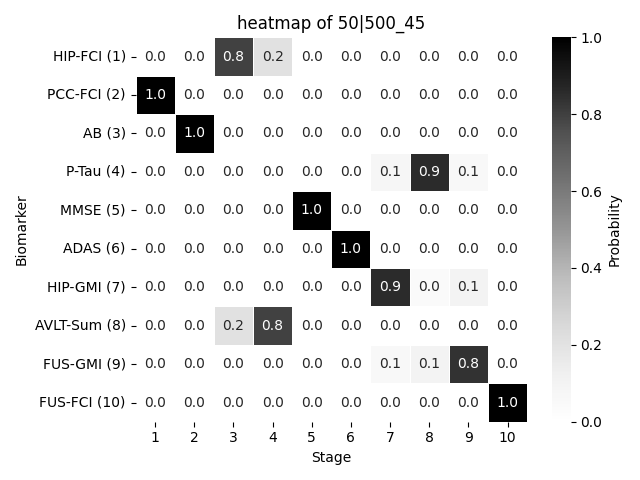 heatmap of 50|500_45
HIP-FCI (1) 0.0 0.0 0.8 0.2 0.0 0.0 0.0 0.0 0.0 0.0
PCC-FCI (2) 1.0 0.0 0.0 0.0 0.0 0.0 0.0 0.0 0.0 0.0
AB (3) 0.0 1.0 0.0 0.0 0.0 0.0 0.0 0.0 0.0 0.0
P-Tau (4) 0.0 0.0 0.0 0.0 0.0 0.0 0.1 0.9 0.1 0.0
MMSE (5) 0.0 0.0 0.0 0.0 1.0 0.0 0.0 0.0 0.0 0.0
ADAS (6) 0.0 0.0 0.0 0.0 0.0 1.0 0.0 0.0 0.0 0.0
HIP-GMI (7) 0.0 0.0 0.0 0.0 0.0 0.0 0.9 0.0 0.1 0.0
AVLT-Sum (8) 0.0 0.0 0.2 0.8 0.0 0.0 0.0 0.0 0.0 0.0
FUS-GMI (9) 0.0 0.0 0.0 0.0 0.0 0.0 0.1 0.1 0.8 0.0
FUS-FCI (10) 0.0 0.0 0.0 0.0 0.0 0.0 0.0 0.0 0.0 1.0
1 2 3 4 5 6 7 8 9 10
Stage
Biomarker
1.0
0.8
0.6
0.4
0.2
0.0
Probability